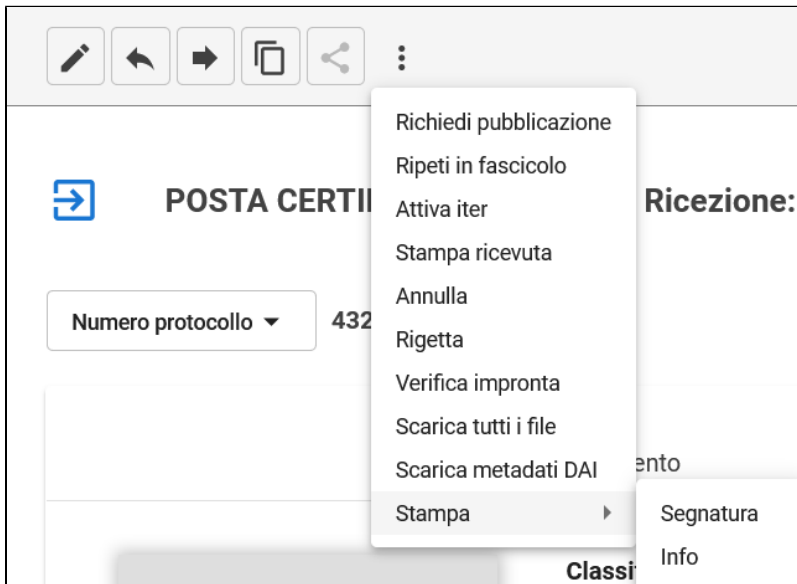 Richiedi pubblicazione
Ripeti in fascicolo
POSTA CERTI
Attiva iter
Ricezione:
Stampa ricevuta
Annulla
Numero protocollo
432
Rigetta
Verifica impronta
Scarica tutti i file
Scarica metadati DAI
ento
Stampa
Segnatura
Info
Classi